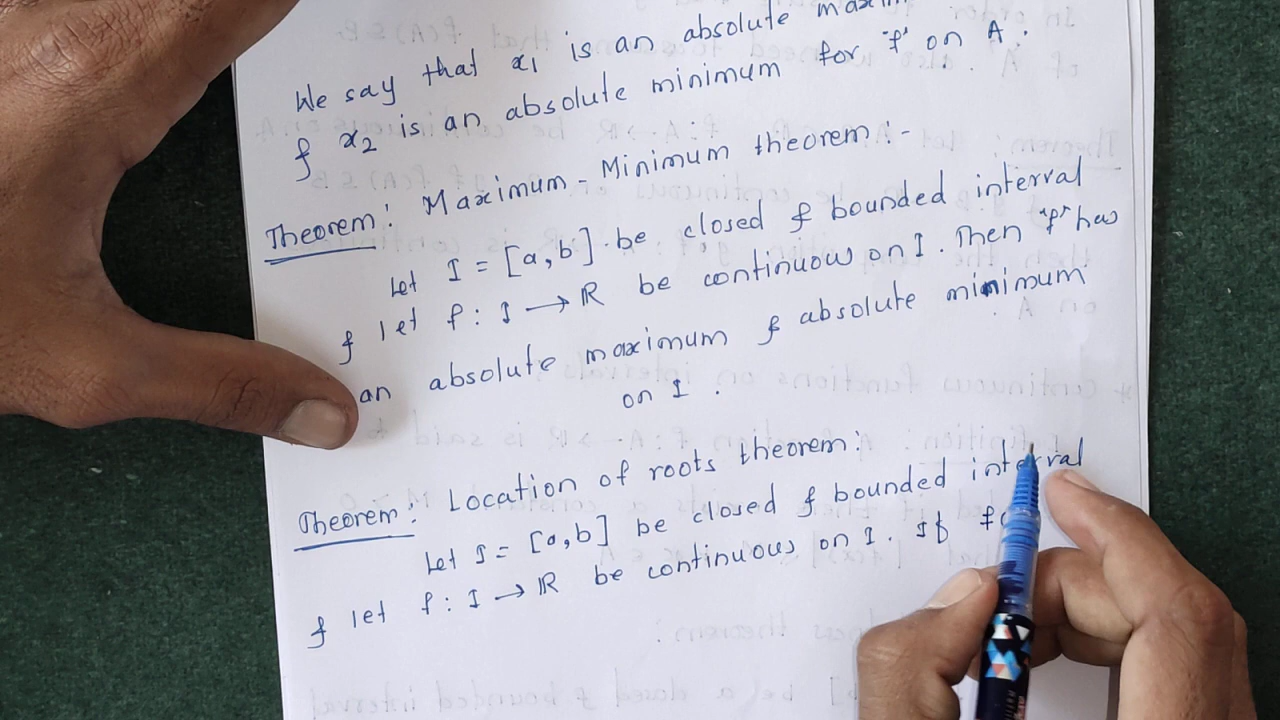 We say that x₁ is an absolute
& x₂ is an absolute minimum for "f" on A.
Theorem: Maximum - Minimum theorem:-
Let I = [a, b] be closed & bounded interval
& let f : I → ℝ be continuous on I. Then "f" has
an absolute maximum & absolute minimum
on I.
Theorem: Location of roots theorem:
Let I = [a, b] be closed & bounded interval
& let f : I → ℝ be continuous on I. If